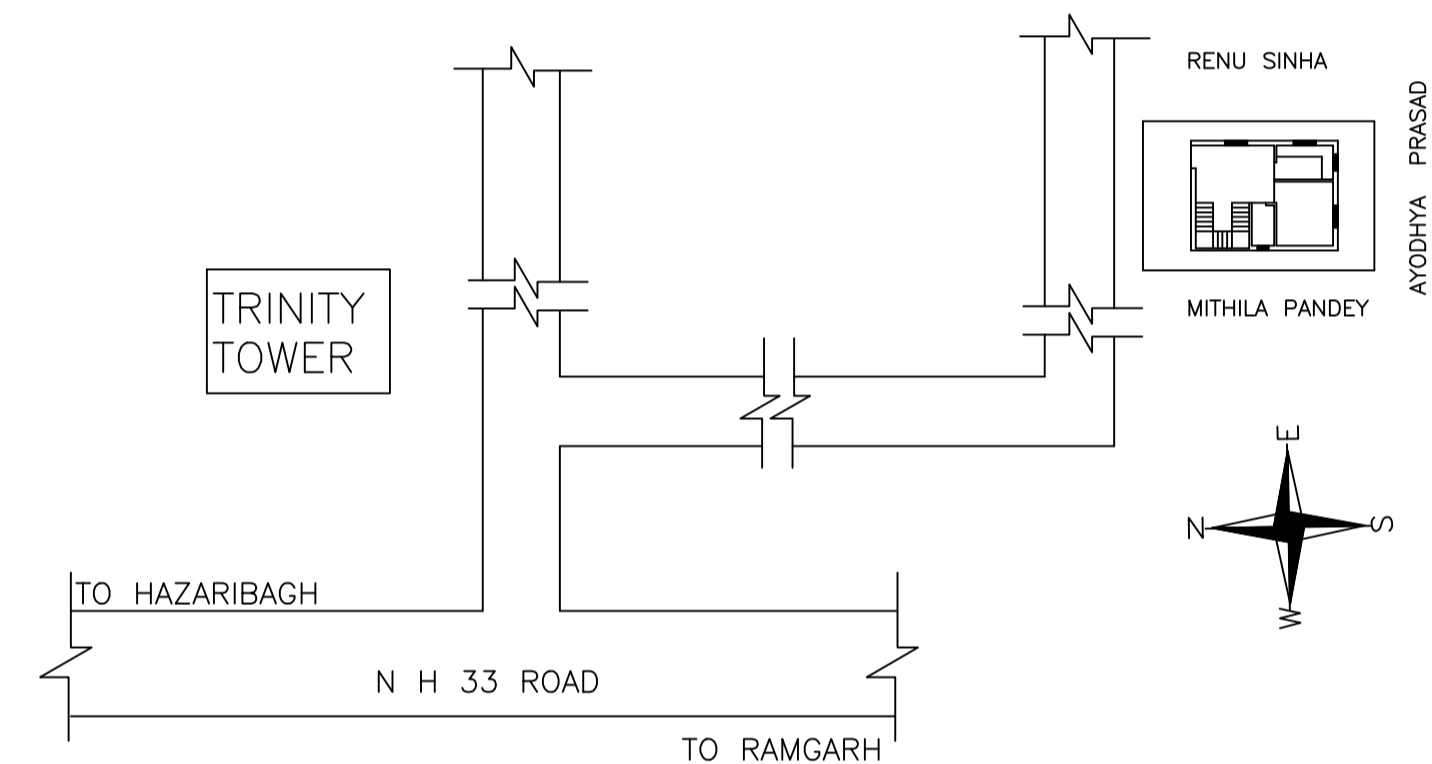 RENU SINHA
AYODHYA PRASAD
TRINITY
TOWER
MITHILA PANDEY
E
N
S
W
TO HAZARIBAGH
N H 33 ROAD
TO RAMGARH